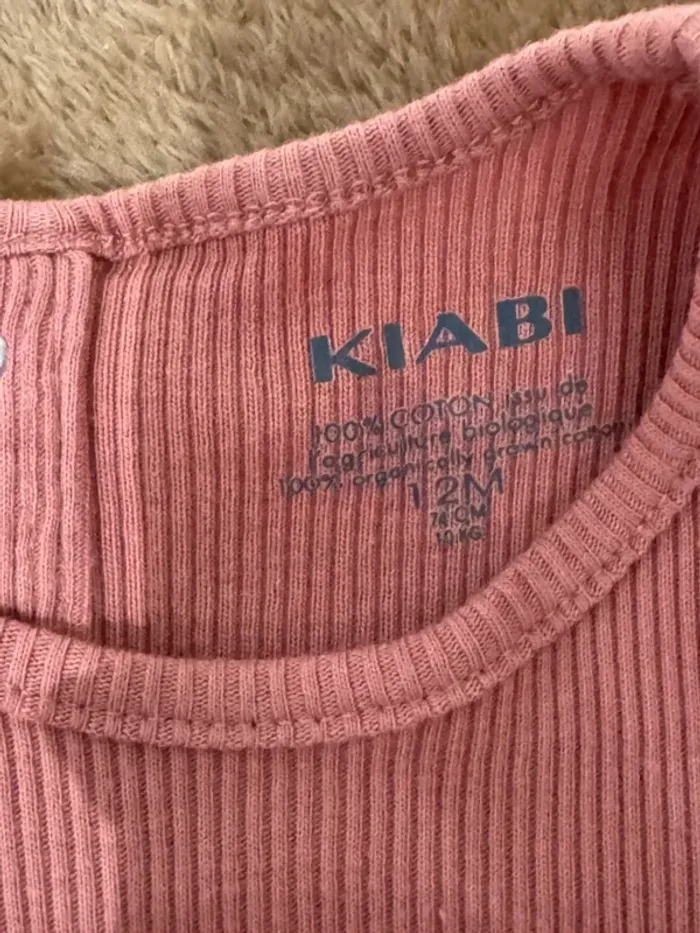 KIABI
100% COTON issu de
l'agriculture biologique
100% organically grown cotton
12M
74 CM
10 KG